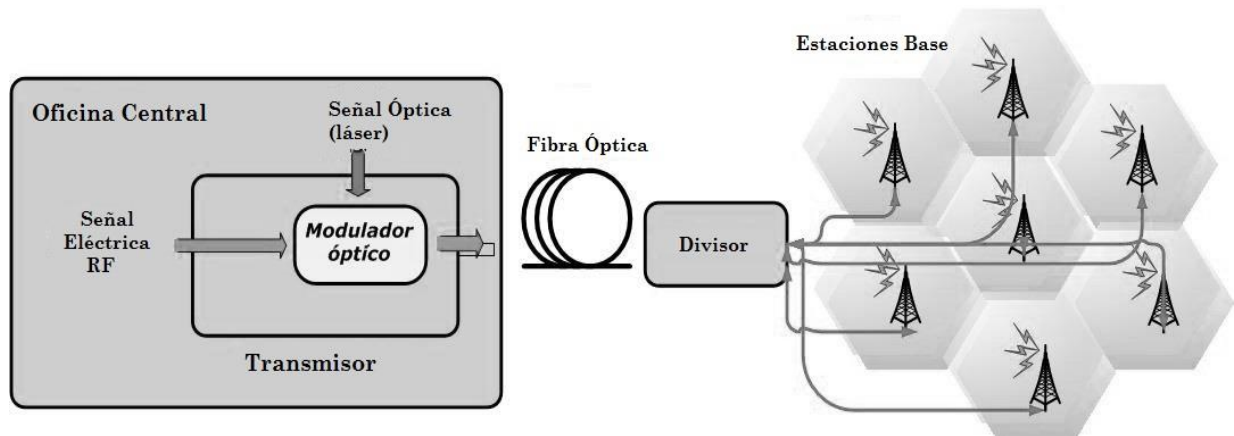 Oficina Central
Señal Óptica
(láser)
Señal
Eléctrica
RF
Modulador
óptico
Transmisor
Fibra Óptica
Divisor
Estaciones Base